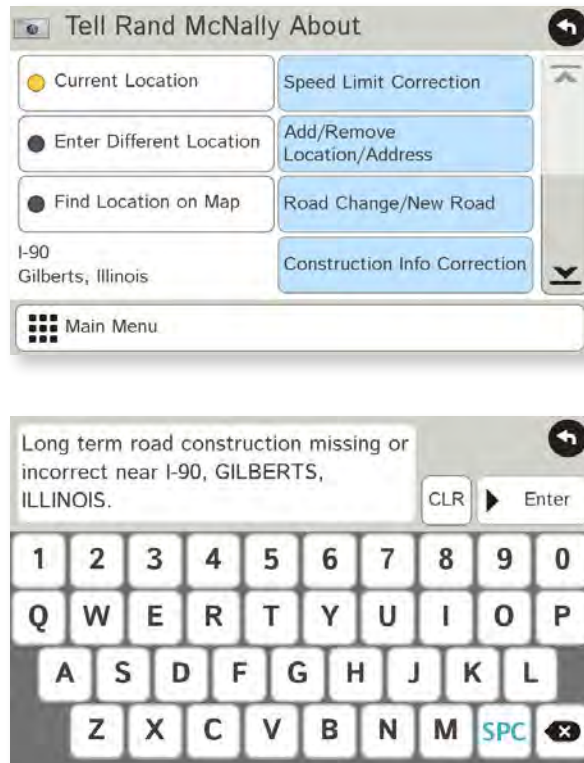 Tell Rand McNally About
Current Location
Speed Limit Correction
Enter Different Location
Add/Remove
Location/Address
Find Location on Map
Road Change/New Road
I-90
Gilberts, Illinois
Construction Info Correction
Main Menu
Long term road construction missing or
incorrect near I-90, GILBERTS,
ILLINOIS.
CLR
Enter
1 2 3 4 5 6 7 8 9 0
Q W E R T Y U I O P
A S D F G H J K L
Z X C V B N M SPC